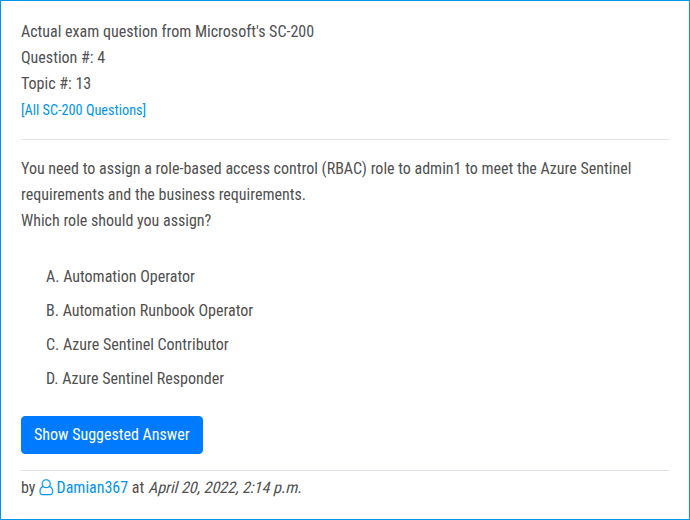 Actual exam question from Microsoft's SC-200
Question #: 4
Topic #: 13
[All SC-200 Questions]
You need to assign a role-based access control (RBAC) role to admin1 to meet the Azure Sentinel
requirements and the business requirements.
Which role should you assign?
A. Automation Operator
B. Automation Runbook Operator
C. Azure Sentinel Contributor
D. Azure Sentinel Responder
Show Suggested Answer
by Damian367 at April 20, 2022, 2:14 p.m.